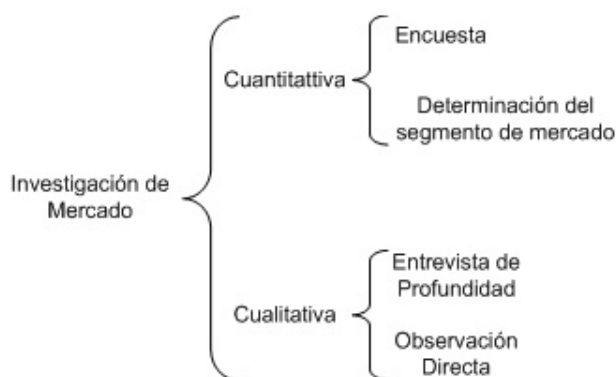 Investigación de
Mercado
Cuantitattiva
Encuesta
Determinación del
segmento de mercado
Cualitativa
Entrevista de
Profundidad
Observación
Directa